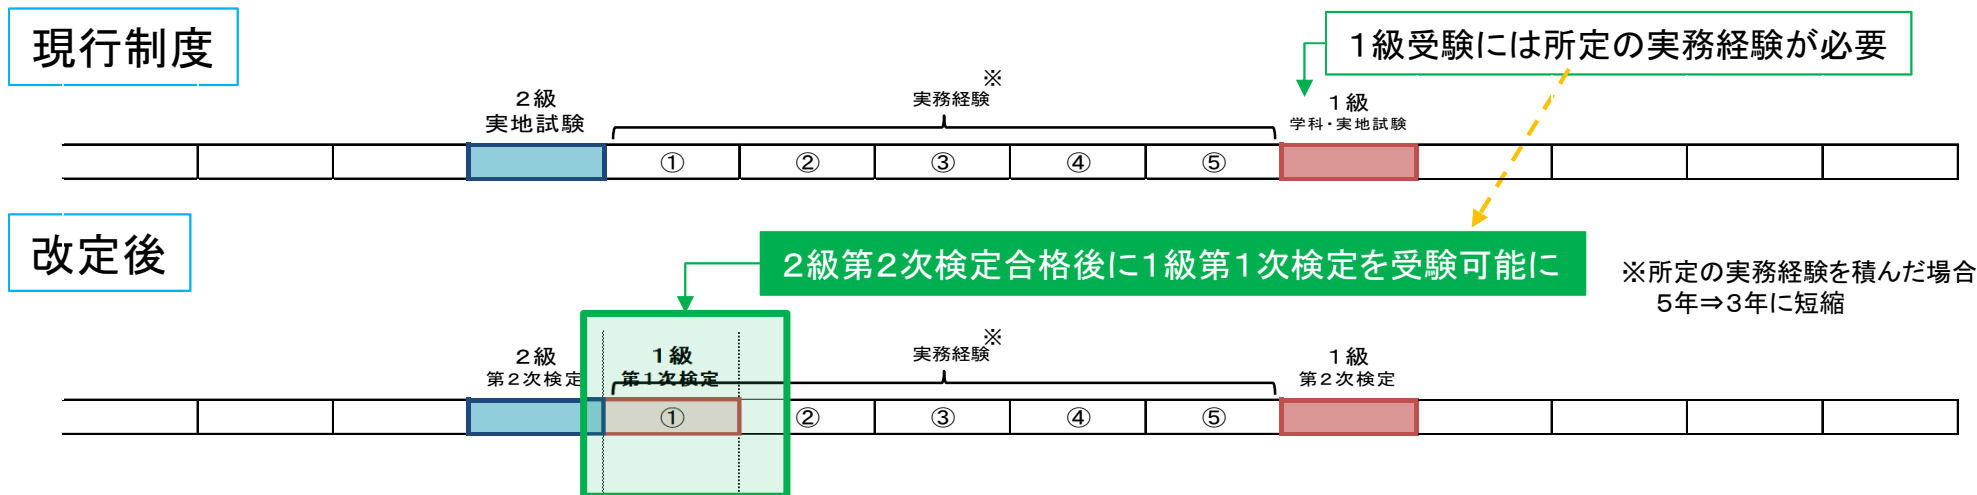 現行制度
1級受験には所定の実務経験が必要
※
2級
実地試験
実務経験
1級
学科・実地試験
①
②
③
④
⑤
改定後
2級第2次検定合格後に1級第1次検定を受験可能に
※所定の実務経験を積んだ場合
5年⇒3年に短縮
※
2級
第2次検定
1級
第1次検定
実務経験
1級
第2次検定
①
②
③
④
⑤